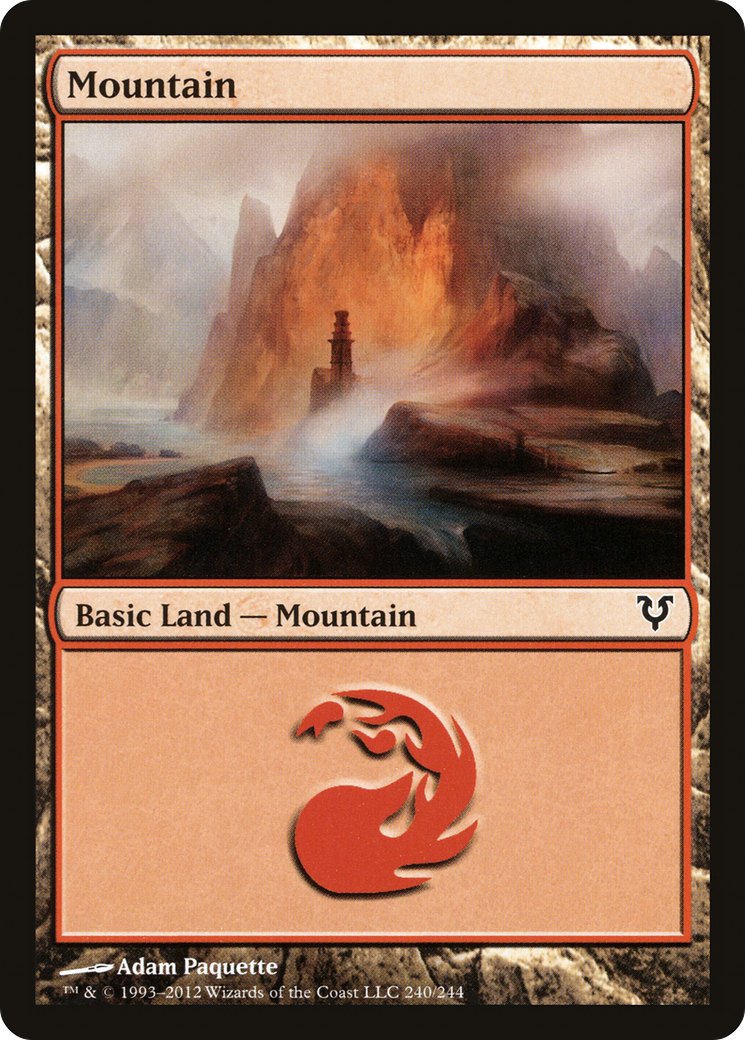 Mountain
Basic Land — Mountain
Adam Paquette
™ & © 1993–2012 Wizards of the Coast LLC 240/244